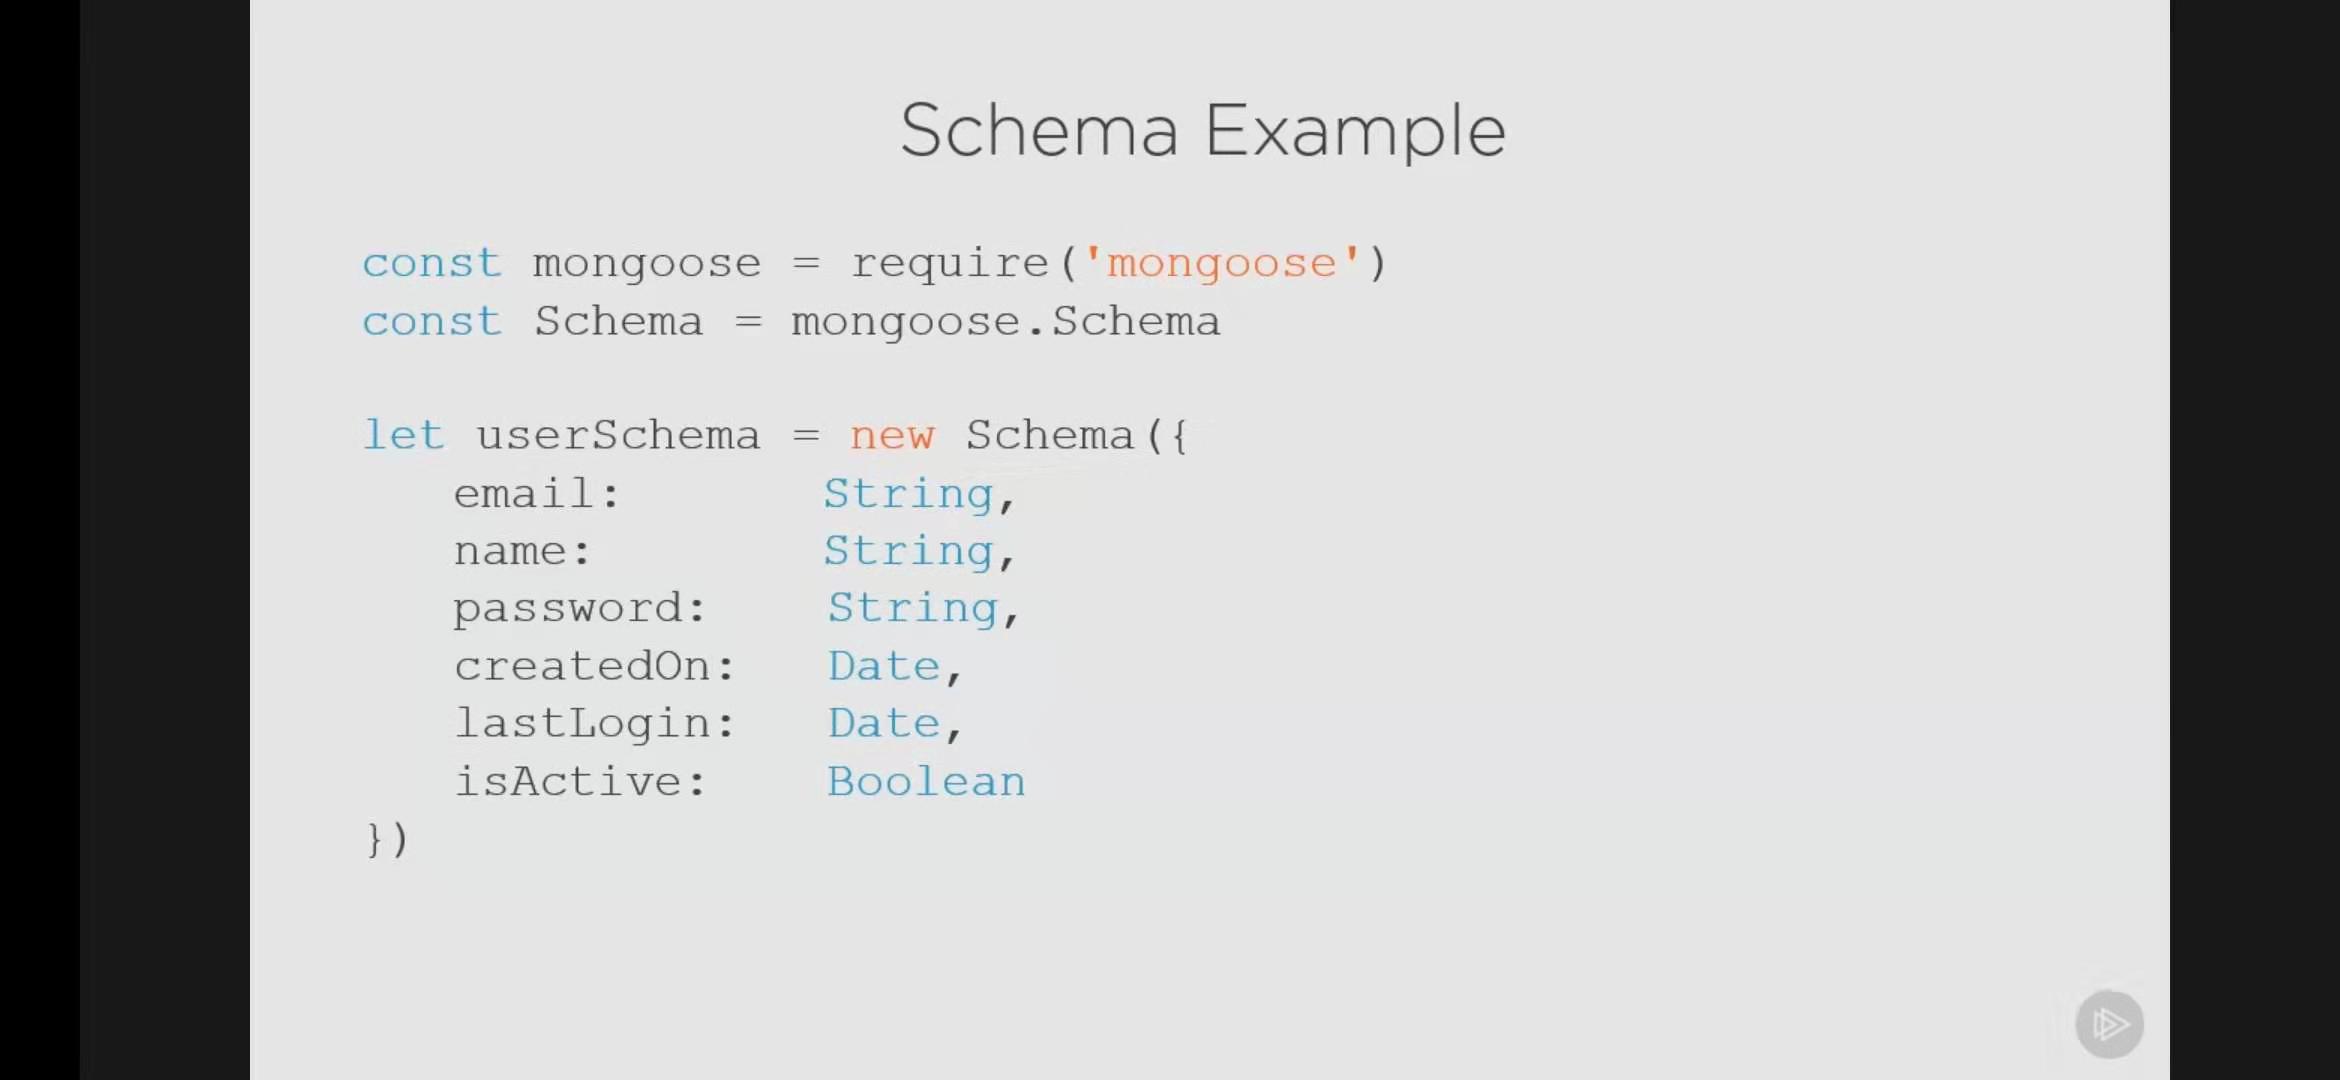 Schema Example
const mongoose = require('mongoose')
const Schema = mongoose.Schema
let userSchema = new Schema({
email: String,
name: String,
password: String,
createdOn: Date,
lastLogin: Date,
isActive: Boolean
})